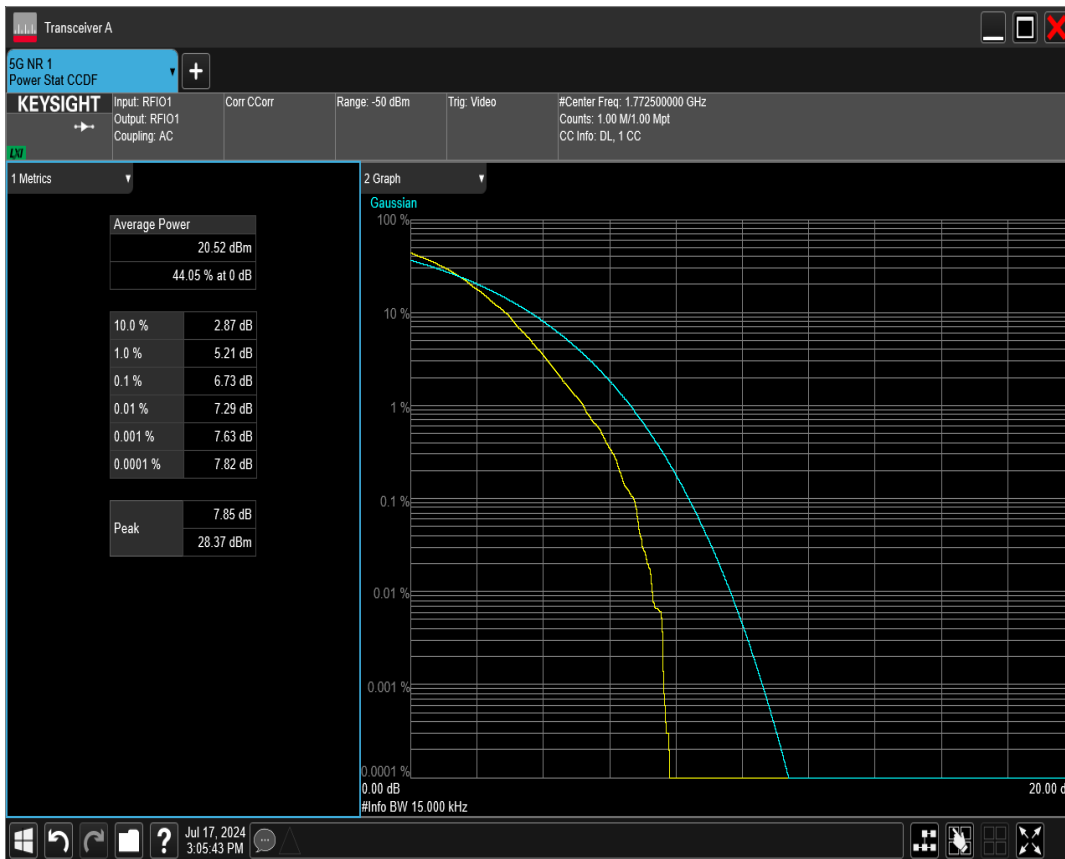 Transceiver A
5G NR 1
Power Stat CCDF
KEYSIGHT
LXI
Input: RFIO1
Output: RFIO1
Coupling: AC
Corr CCorr
Range: -50 dBm
Trig: Video
#Center Freq: 1.772500000 GHz
Counts: 1.00 M/1.00 Mpt
CC Info: DL, 1 CC
1 Metrics
Average Power
20.52 dBm
44.05 % at 0 dB
10.0 % 2.87 dB
1.0 % 5.21 dB
0.1 % 6.73 dB
0.01 % 7.29 dB
0.001 % 7.63 dB
0.0001 % 7.82 dB
Peak
7.85 dB
28.37 dBm
2 Graph
Gaussian
100 %
10 %
1 %
0.1 %
0.01 %
0.001 %
0.0001 %
0.00 dB
20.00 d
#Info BW 15.000 kHz
?
Jul 17, 2024
3:05:43 PM